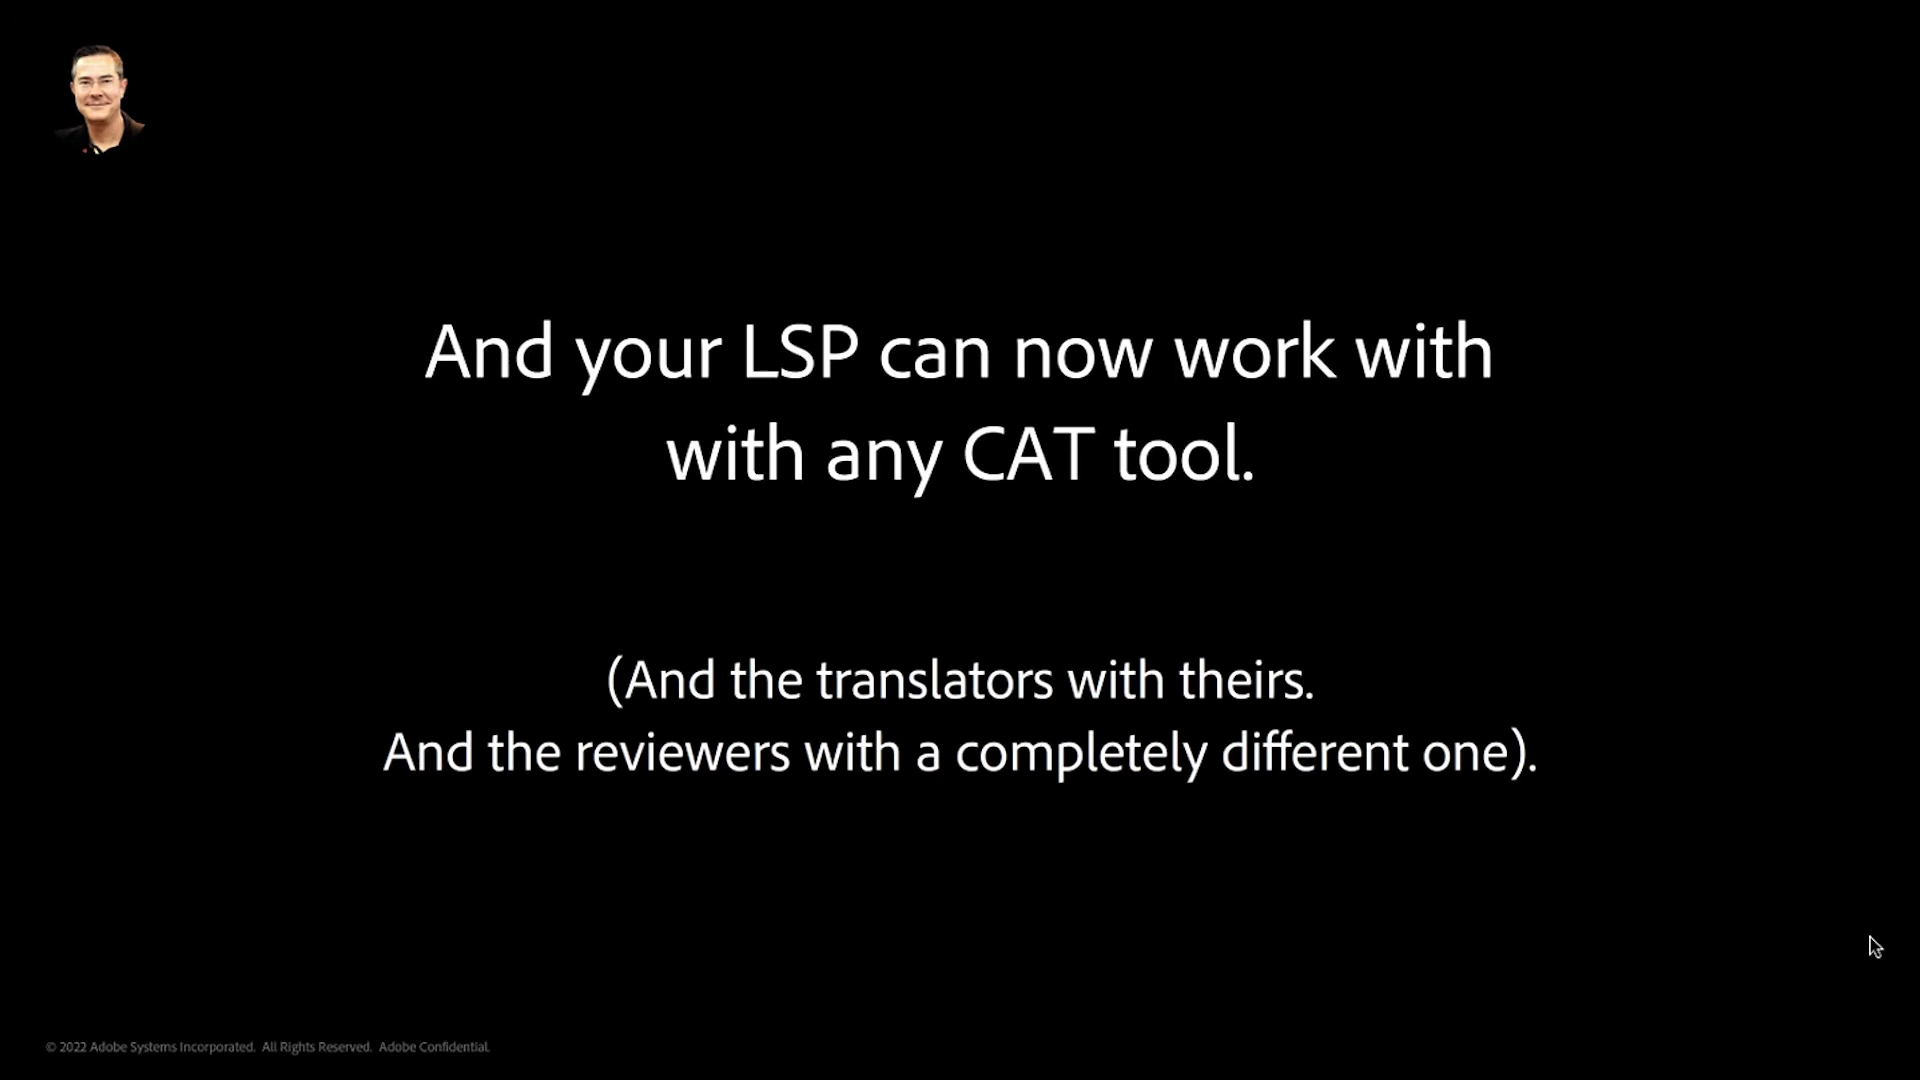 And your LSP can now work with
with any CAT tool.
(And the translators with theirs.
And the reviewers with a completely different one).
© 2022 Adobe Systems Incorporated. All Rights Reserved. Adobe Confidential.